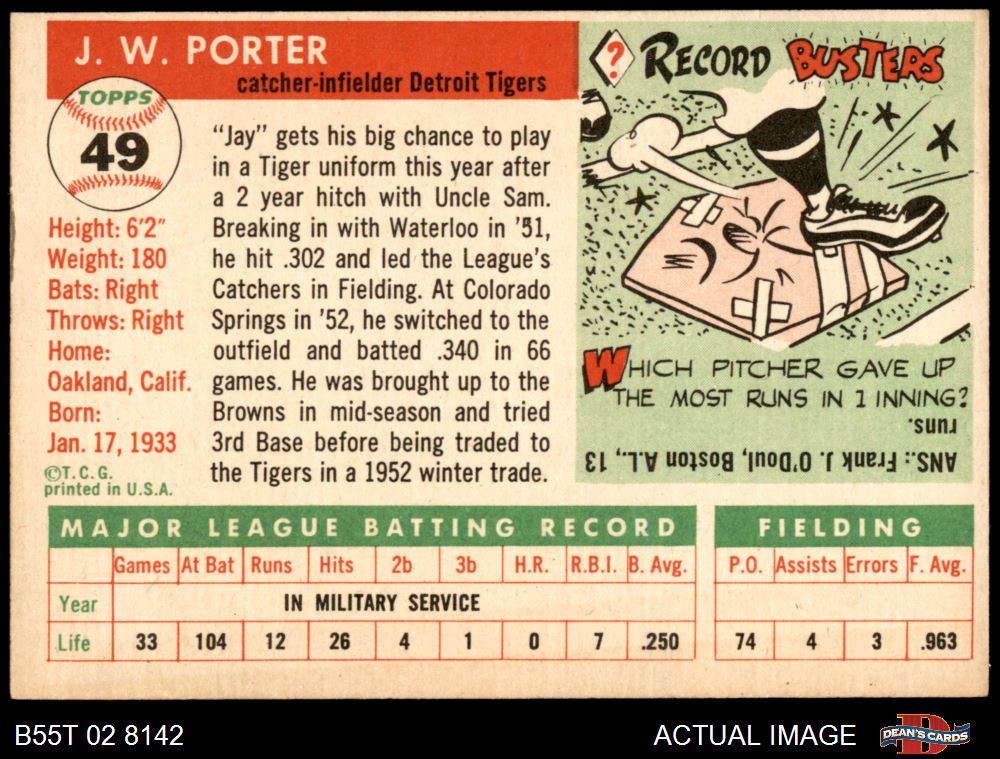 J. W. PORTER
catcher-infielder Detroit Tigers
TOPPS
49
Height: 6'2"
Weight: 180
Bats: Right
Throws: Right
Home:
Oakland, Calif.
Born:
Jan. 17, 1933
©T.C.G.
printed in U.S.A.
"Jay" gets his big chance to play
in a Tiger uniform this year after
a 2 year hitch with Uncle Sam.
Breaking in with Waterloo in '51,
he hit .302 and led the League's
Catchers in Fielding. At Colorado
Springs in '52, he switched to the
outfield and batted .340 in 66
games. He was brought up to the
Browns in mid-season and tried
3rd Base before being traded to
the Tigers in a 1952 winter trade.
? RECORD BUSTERS
WHICH PITCHER GAVE UP
THE MOST RUNS IN 1 INNING?
ANS.: Frank J. O'Doul, Boston A.L., 13
runs.
MAJOR LEAGUE BATTING RECORD FIELDING
Games At Bat Runs Hits 2b 3b H.R. R.B.I. B. Avg. P.O. Assists Errors F. Avg.
Year IN MILITARY SERVICE
Life 33 104 12 26 4 1 0 7 .250 74 4 3 .963
B55T 02 8142 ACTUAL IMAGE D DEAN'S CARDS